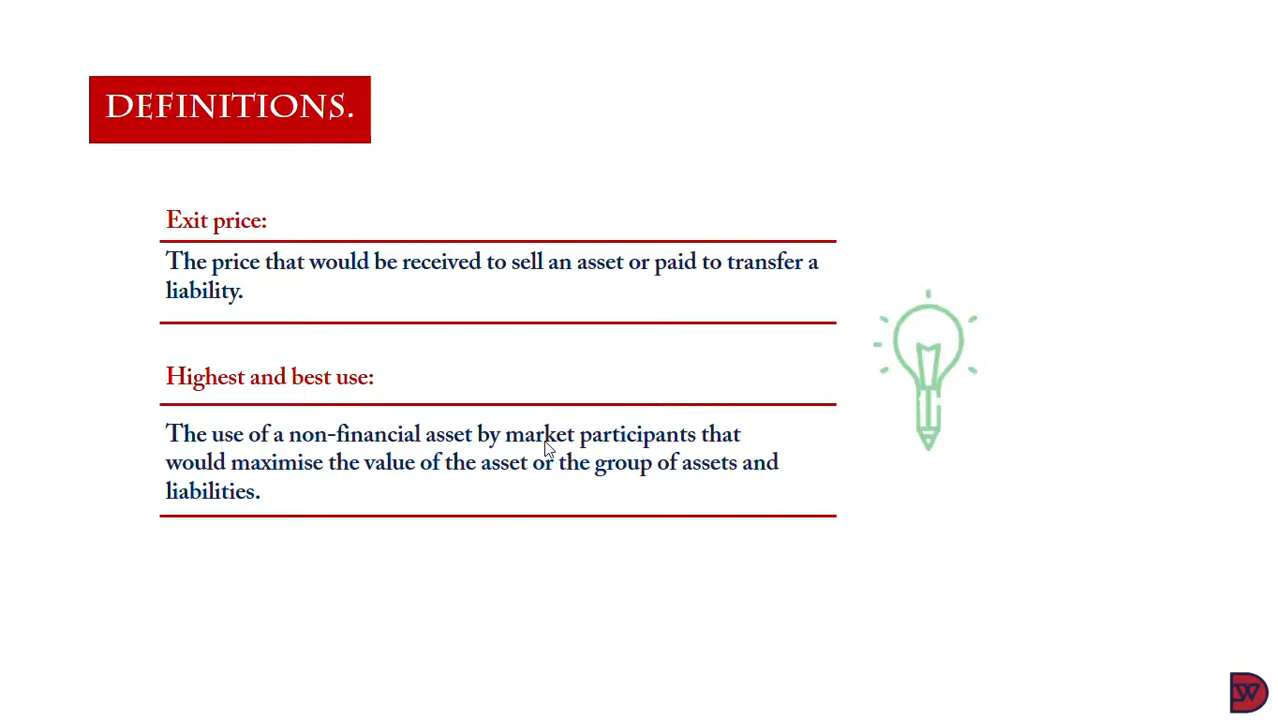 DEFINITIONS.
Exit price:
The price that would be received to sell an asset or paid to transfer a
liability.
Highest and best use:
The use of a non-financial asset by market participants that
would maximise the value of the asset or the group of assets and
liabilities.
DW